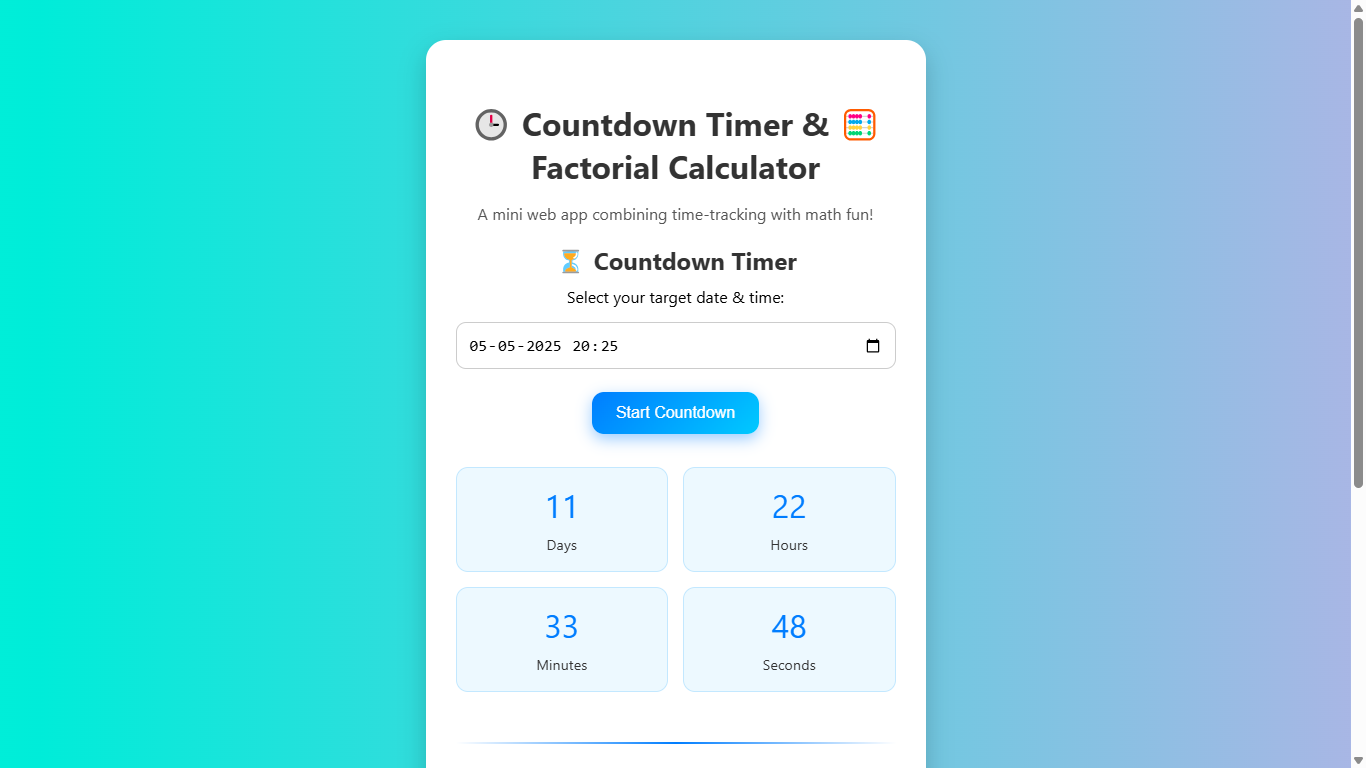 Countdown Timer &
Factorial Calculator
A mini web app combining time-tracking with math fun!
Countdown Timer
Select your target date & time:
05-05-2025 20:25
Start Countdown
11 22
Days Hours
33 48
Minutes Seconds